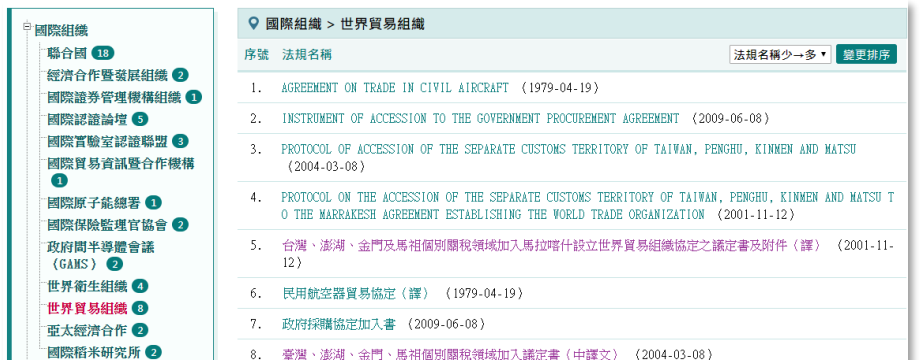 國際組織
聯合國 18
經濟合作暨發展組織 2
國際證券管理機構組織 1
國際認證論壇 5
國際實驗室認證聯盟 3
國際貿易資訊暨合作機構
1
國際原子能總署 1
國際保險監理官協會 2
政府間半導體會議
(GAMS) 2
世界衛生組織 4
世界貿易組織 8
亞太經濟合作 2
國際稻米研究所 2
國際組織 > 世界貿易組織
序號 法規名稱 法規名稱少→多 變更排序
1. AGREEMENT ON TRADE IN CIVIL AIRCRAFT (1979-04-19)
2. INSTRUMENT OF ACCESSION TO THE GOVERNMENT PROCUREMENT AGREEMENT (2009-06-08)
3. PROTOCOL OF ACCESSION OF THE SEPARATE CUSTOMS TERRITORY OF TAIWAN, PENGHU, KINMEN AND MATSU
(2004-03-08)
4. PROTOCOL ON THE ACCESSION OF THE SEPARATE CUSTOMS TERRITORY OF TAIWAN, PENGHU, KINMEN AND MATSU T
O THE MARRAKESH AGREEMENT ESTABLISHING THE WORLD TRADE ORGANIZATION (2001-11-12)
5. 台灣、澎湖、金門及馬祖個別關稅領域加入馬拉喀什設立世界貿易組織協定之議定書及附件(譯) (2001-11-
12)
6. 民用航空器貿易協定(譯) (1979-04-19)
7. 政府採購協定加入書 (2009-06-08)
8. 臺灣、澎湖、金門、馬祖個別關稅領域加入議定書(中譯文) (2004-03-08)